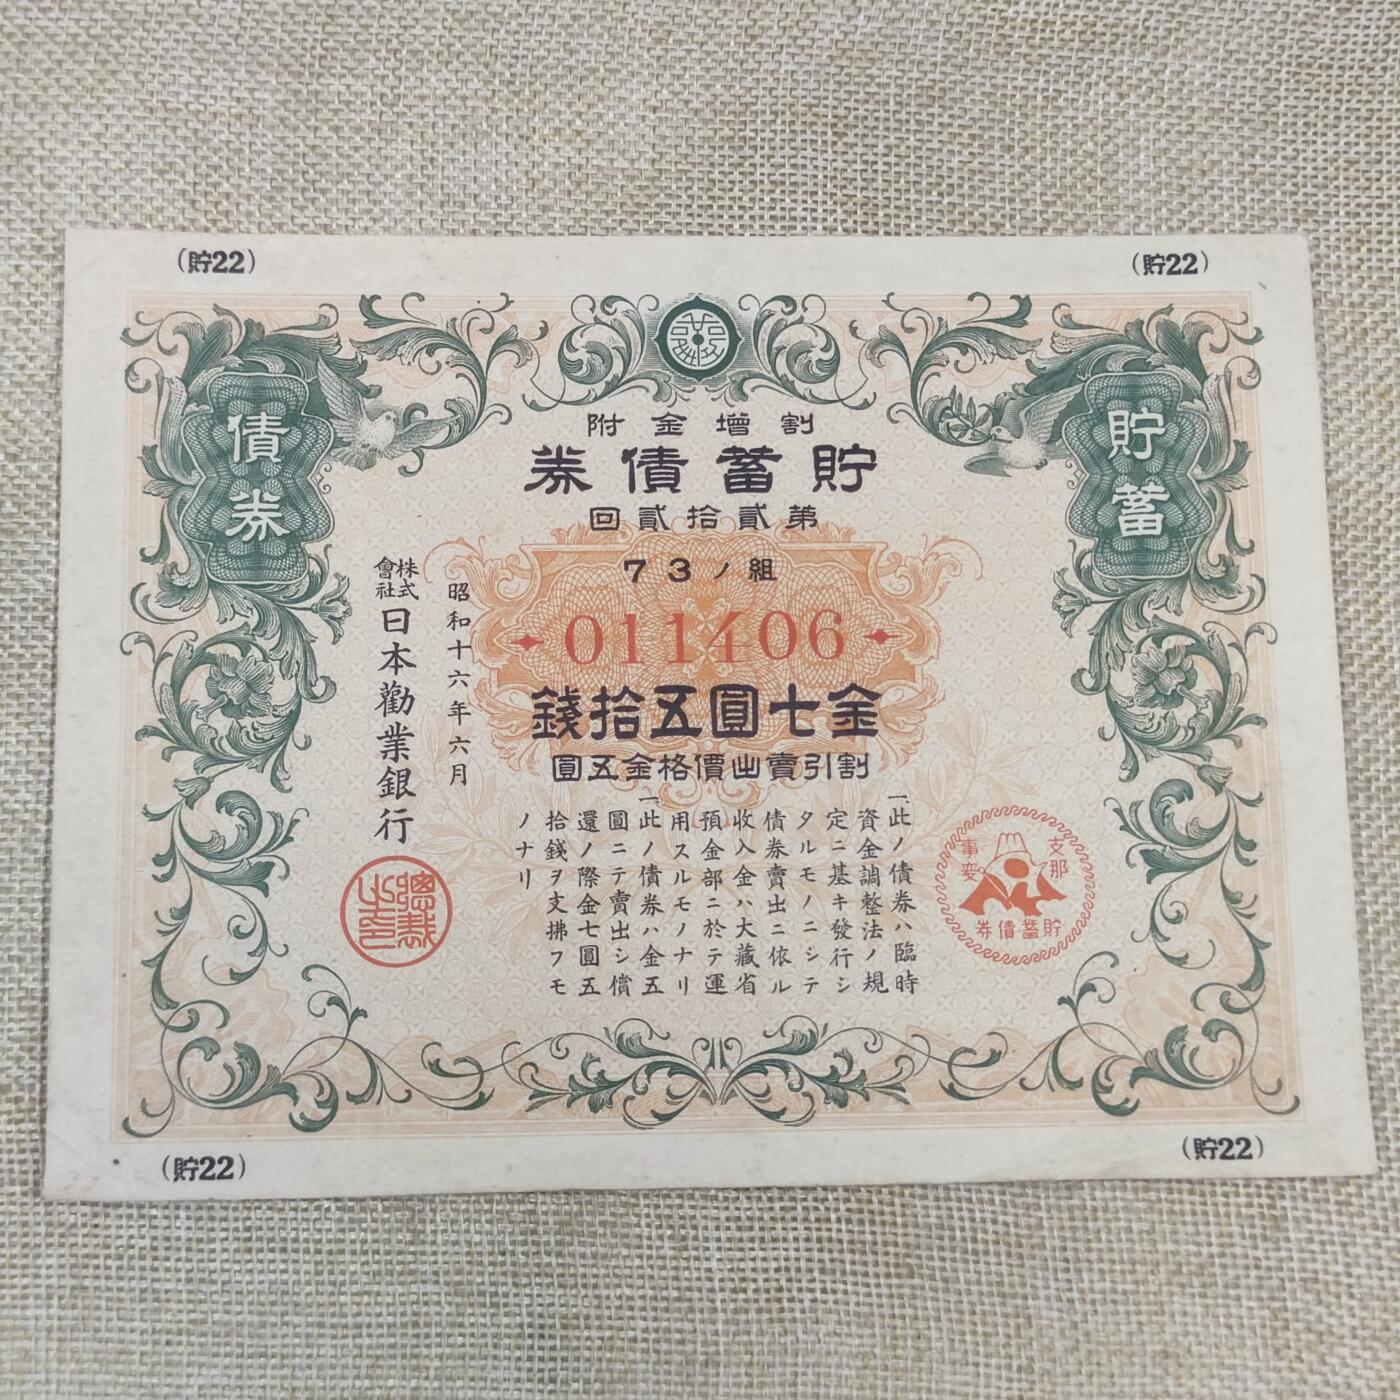 (貯22)
(貯22)
貯蓄
債券
割增金附
貯蓄債券
第貳拾貳回
73ノ組
011406
金七圓五拾錢
割引賣出價格金五圓
一、此ノ債券ハ臨時
資金調整法ノ規
定ニ基キ發行シ
タルモノニシテ
債券賣出ニ依ル
收入金ハ大藏省
預金部ニ於テ運
用スルモノナリ
一、此ノ債券ハ金五
圓ニテ賣出シ償
還ノ際金七圓五
拾錢ヲ支拂フモ
ノナリ
昭和十六年六月
株式會社日本勸業銀行
總裁之印
支那
事變
貯蓄債券
(貯22)
(貯22)